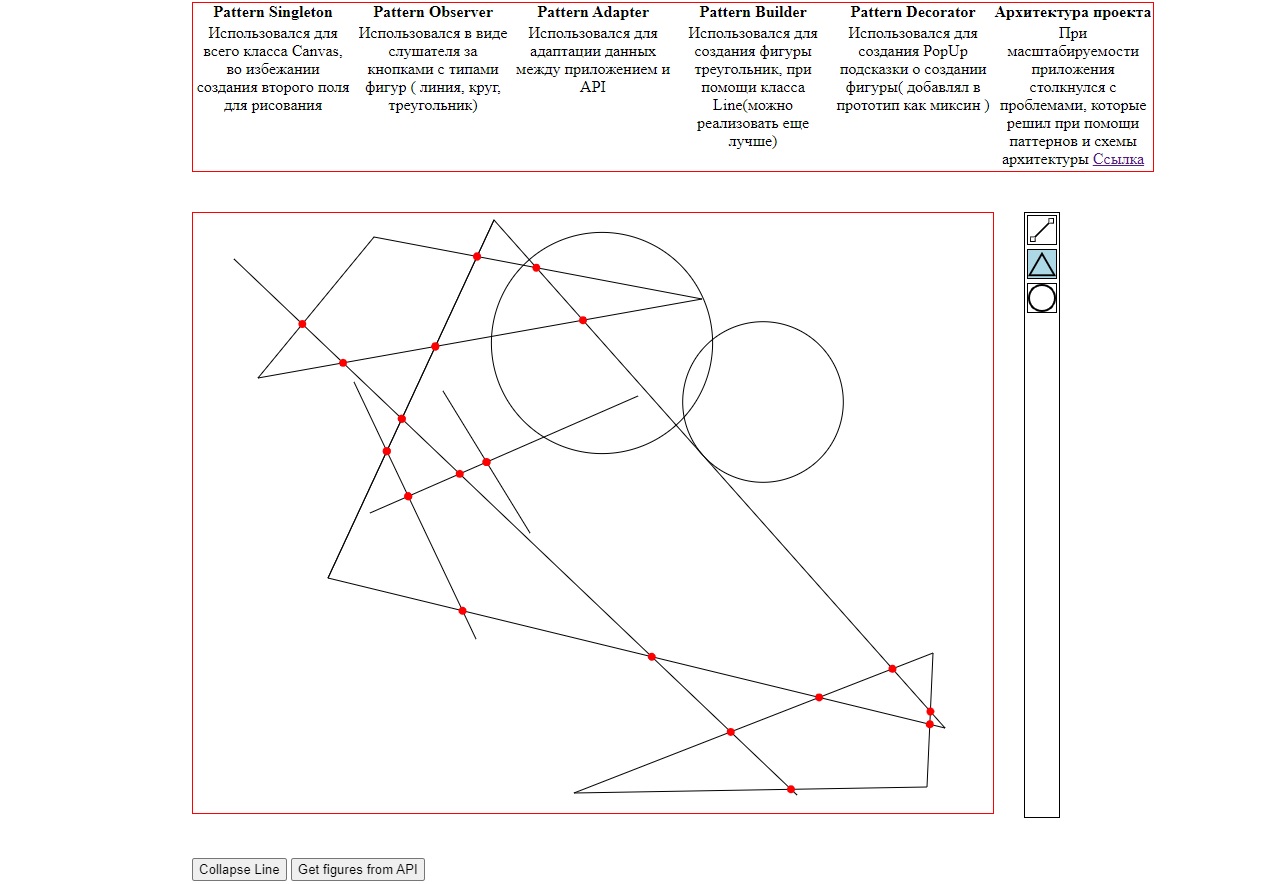 Pattern Singleton
Использовался для
всего класса Canvas,
во избежании
создания второго поля
для рисования
Pattern Observer
Использовался в виде
слушателя за
кнопками с типами
фигур ( линия, круг,
треугольник)
Pattern Adapter
Использовался для
адаптации данных
между приложением и
API
Pattern Builder
Использовался для
создания фигуры
треугольник, при
помощи класса
Line(можно
реализовать еще
лучше)
Pattern Decorator
Использовался для
создания PopUp
подсказки о создании
фигуры( добавлял в
прототип как миксин )
Архитектура проекта
При
масштабируемости
приложения
столкнулся с
проблемами, которые
решил при помощи
паттернов и схемы
архитектуры Ссылка
Collapse Line
Get figures from API